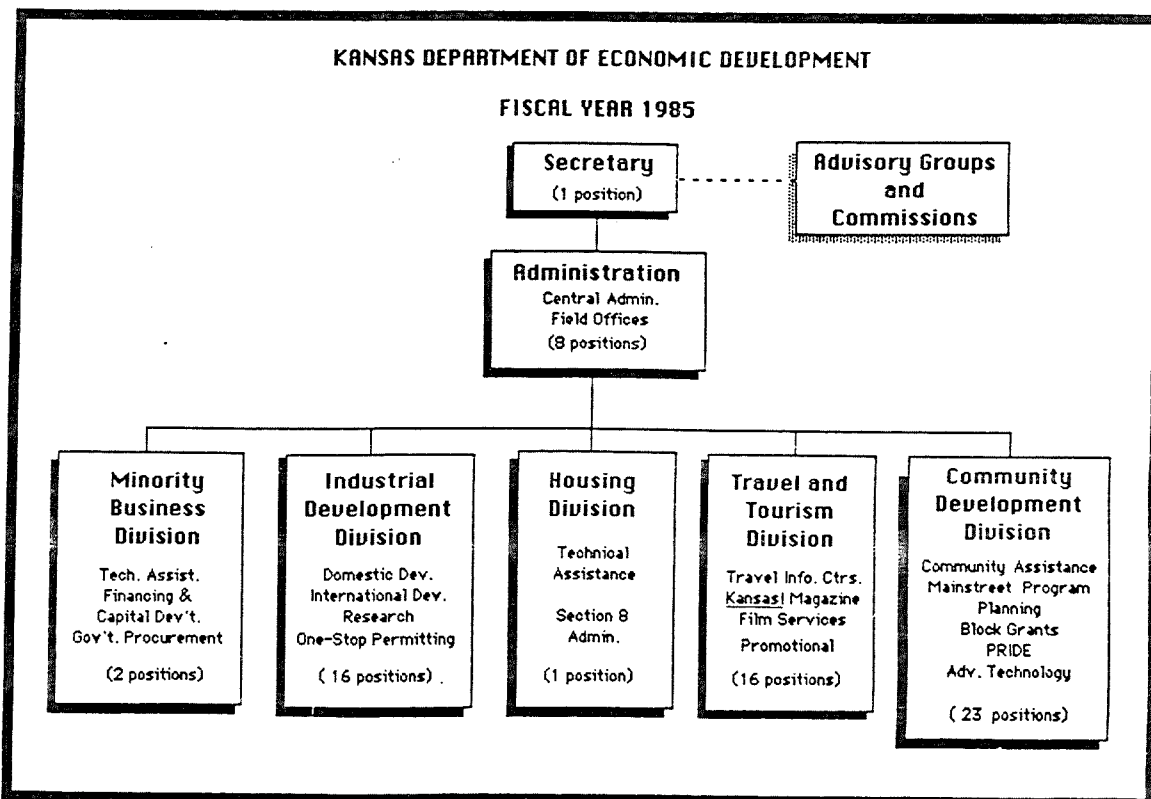 KANSAS DEPARTMENT OF ECONOMIC DEVELOPMENT
FISCAL YEAR 1985
Secretary
(1 position)
Advisory Groups
and
Commissions
Administration
Central Admin.
Field Offices
(8 positions)
Minority
Business
Division
Tech. Assist.
Financing &
Capital Dev't.
Gov't. Procurement
(2 positions)
Industrial
Development
Division
Domestic Dev.
International Dev.
Research
One-Stop Permitting
( 16 positions) .
Housing
Division
Technical
Assistance
Section 8
Admin.
(1 position)
Travel and
Tourism
Division
Travel Info. Ctrs.
Kansas! Magazine
Film Services
Promotional
(16 positions)
Community
Development
Division
Community Assistance
Mainstreet Program
Planning
Block Grants
PRIDE
Adv. Technology
( 23 positions)